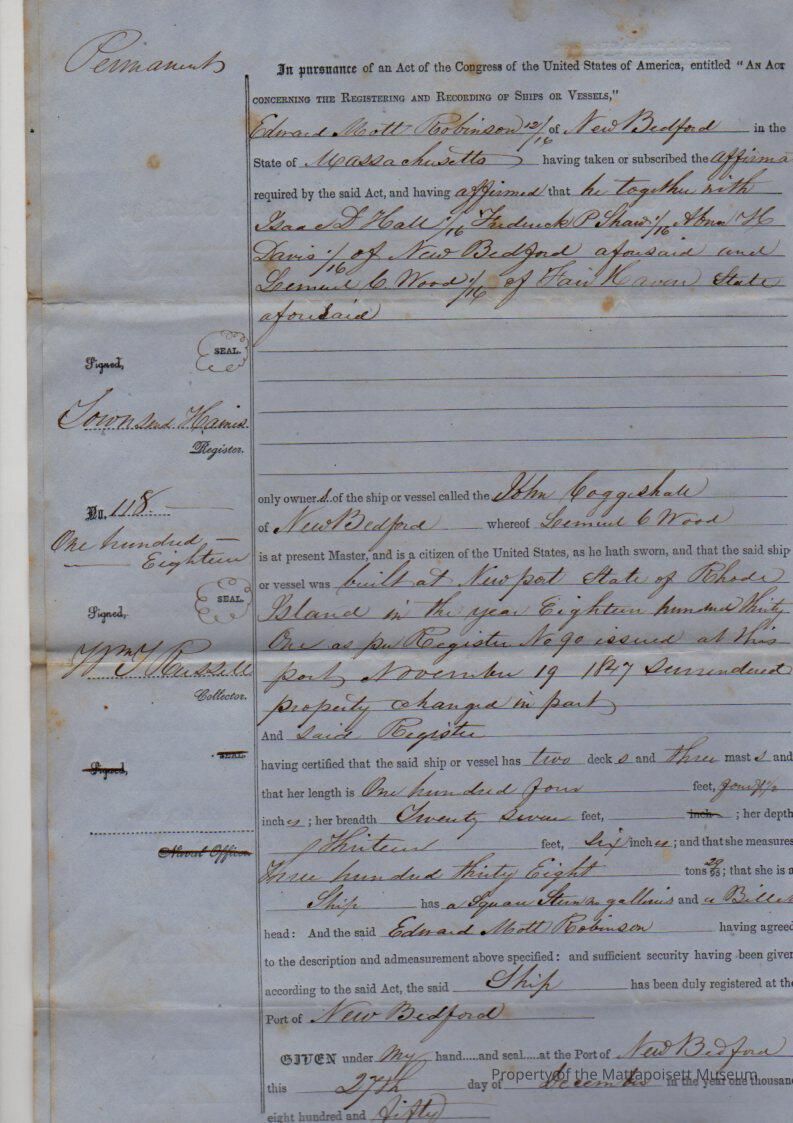 Permanent
In pursuance of an Act of the Congress of the United States of America, entitled "AN ACT
CONCERNING THE REGISTERING AND RECORDING OF SHIPS OR VESSELS,"
Edward Mott Robinson 12/16 of New Bedford in the
State of Massachusetts having taken or subscribed the affirma
required by the said Act, and having affirmed that he together with
Isaac D Hall 1/16 Fredrick P Shaw 1/16 Abner H
Davis 1/16 of New Bedford aforesaid and
Lemuel C Wood 1/16 of Fair Haven State
aforesaid
Signed, SEAL.
Townsend Harris
Register.
No. 118
One hundred
Eighteen
Signed, SEAL.
Wm T Russell
Collector.
Signed, SEAL.
Naval Officer
only owners of the ship or vessel called the John Coggeshall
of New Bedford whereof Lemuel C Wood
is at present Master, and is a citizen of the United States, as he hath sworn, and that the said ship
or vessel was built at Newport State of Rhode
Island in the year Eighteen hundred thirty
One as per Register No 90 issued at this
port November 19 1847 Surrendered
property changed in part
And said Register
having certified that the said ship or vessel has two decks and three masts and
that her length is One hundred four feet, four
inches; her breadth Twenty Seven feet, inch ; her depth
Thirteen feet, Six inches; and that she measures
Three hundred thirty Eight tons 29/95; that she is a
Ship has a Square Stern no galleries and a Billet
head: And the said Edward Mott Robinson having agreed
to the description and admeasurement above specified: and sufficient security having been given
according to the said Act, the said Ship has been duly registered at the
Port of New Bedford
GIVEN under My hand.....and seal...at the Port of New Bedford
this 27th day of December in the year one thousand
eight hundred and fifty
Property of the Mattapoisett Museum